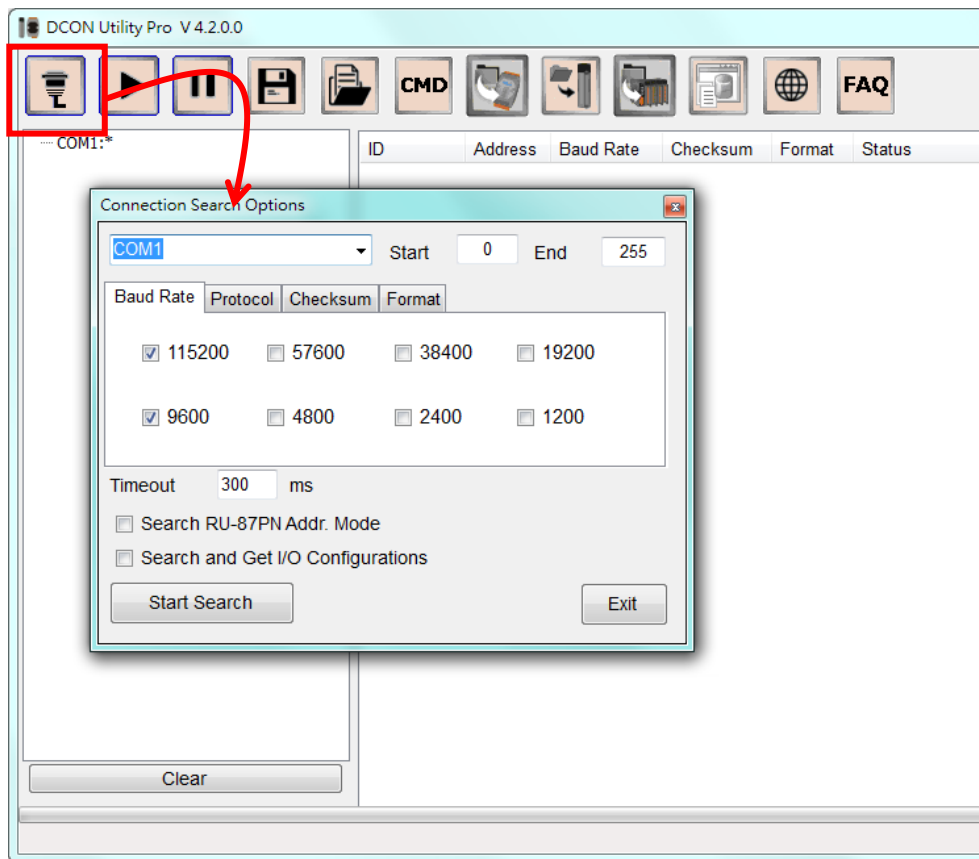 DCON Utility Pro V 4.2.0.0
CMD FAQ
COM1:*
ID Address Baud Rate Checksum Format Status
Connection Search Options
COM1 Start 0 End 255
Baud Rate Protocol Checksum Format
115200 57600 38400 19200
9600 4800 2400 1200
Timeout 300 ms
Search RU-87PN Addr. Mode
Search and Get I/O Configurations
Start Search Exit
Clear